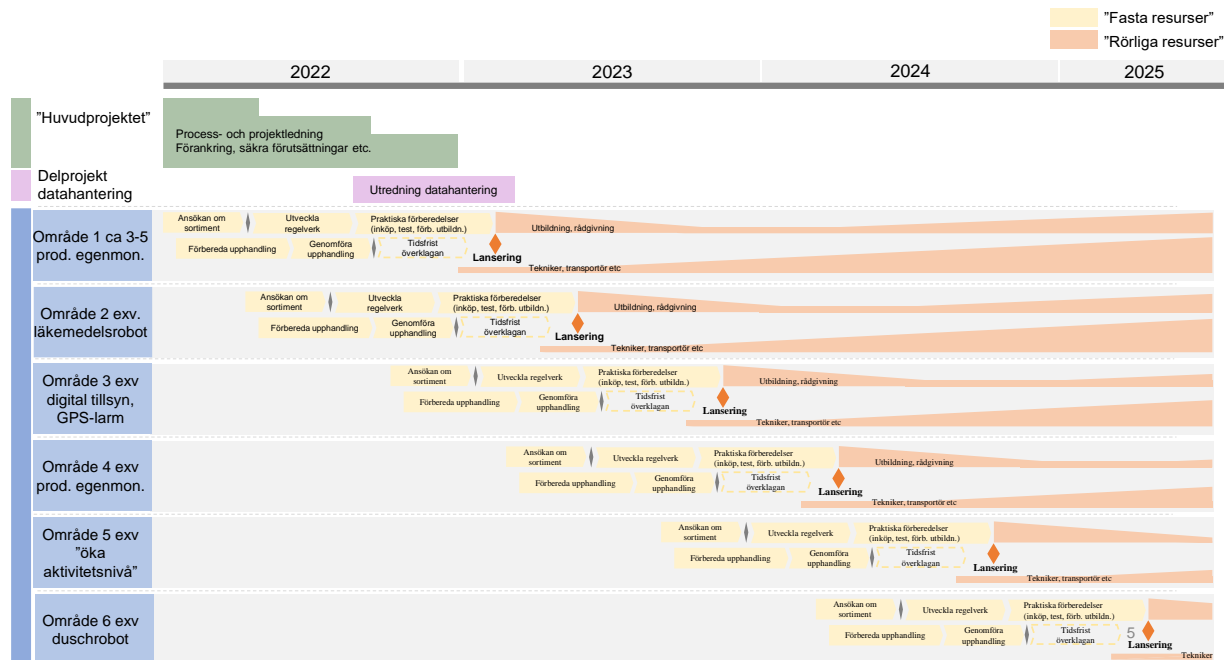 ”Fasta resurser”
”Rörliga resurser”
2022
2023
2024
2025
”Huvudprojektet”
Process- och projektledning
Förankring, säkra förutsättningar etc.
Delprojekt
datahantering
Utredning datahantering
Område 1 ca 3-5
prod. egenmon.
Ansökan om
sortiment
Utveckla
regelverk
Praktiska förberedelser
(inköp, test, förb. utbildn.)
Utbildning, rådgivning
Förbereda upphandling
Genomföra
upphandling
Tidsfrist
överklagan
Lansering
Tekniker, transportör etc
Område 2 exv.
läkemedelsrobot
Ansökan om
sortiment
Utveckla
regelverk
Praktiska förberedelser
(inköp, test, förb. utbildn.)
Utbildning, rådgivning
Förbereda upphandling
Genomföra
upphandling
Tidsfrist
överklagan
Lansering
Tekniker, transportör etc
Område 3 exv
digital tillsyn,
GPS-larm
Ansökan om
sortiment
Utveckla regelverk
Praktiska förberedelser
(inköp, test, förb. utbildn.)
Utbildning, rådgivning
Förbereda upphandling
Genomföra
upphandling
Tidsfrist
överklagan
Lansering
Tekniker, transportör etc
Område 4 exv
prod. egenmon.
Ansökan om
sortiment
Utveckla regelverk
Praktiska förberedelser
(inköp, test, förb. utbildn.)
Utbildning, rådgivning
Förbereda upphandling
Genomföra
upphandling
Tidsfrist
överklagan
Lansering
Tekniker, transportör etc
Område 5 exv
”öka
aktivitetsnivå”
Ansökan om
sortiment
Utveckla regelverk
Praktiska förberedelser
(inköp, test, förb. utbildn.)
Förbereda upphandling
Genomföra
upphandling
Tidsfrist
överklagan
Lansering
Tekniker, transportör etc
Område 6 exv
duschrobot
Ansökan om
sortiment
Utveckla regelverk
Praktiska förberedelser
(inköp, test, förb. utbildn.)
Förbereda upphandling
Genomföra
upphandling
Tidsfrist
överklagan
5
Lansering
Tekniker